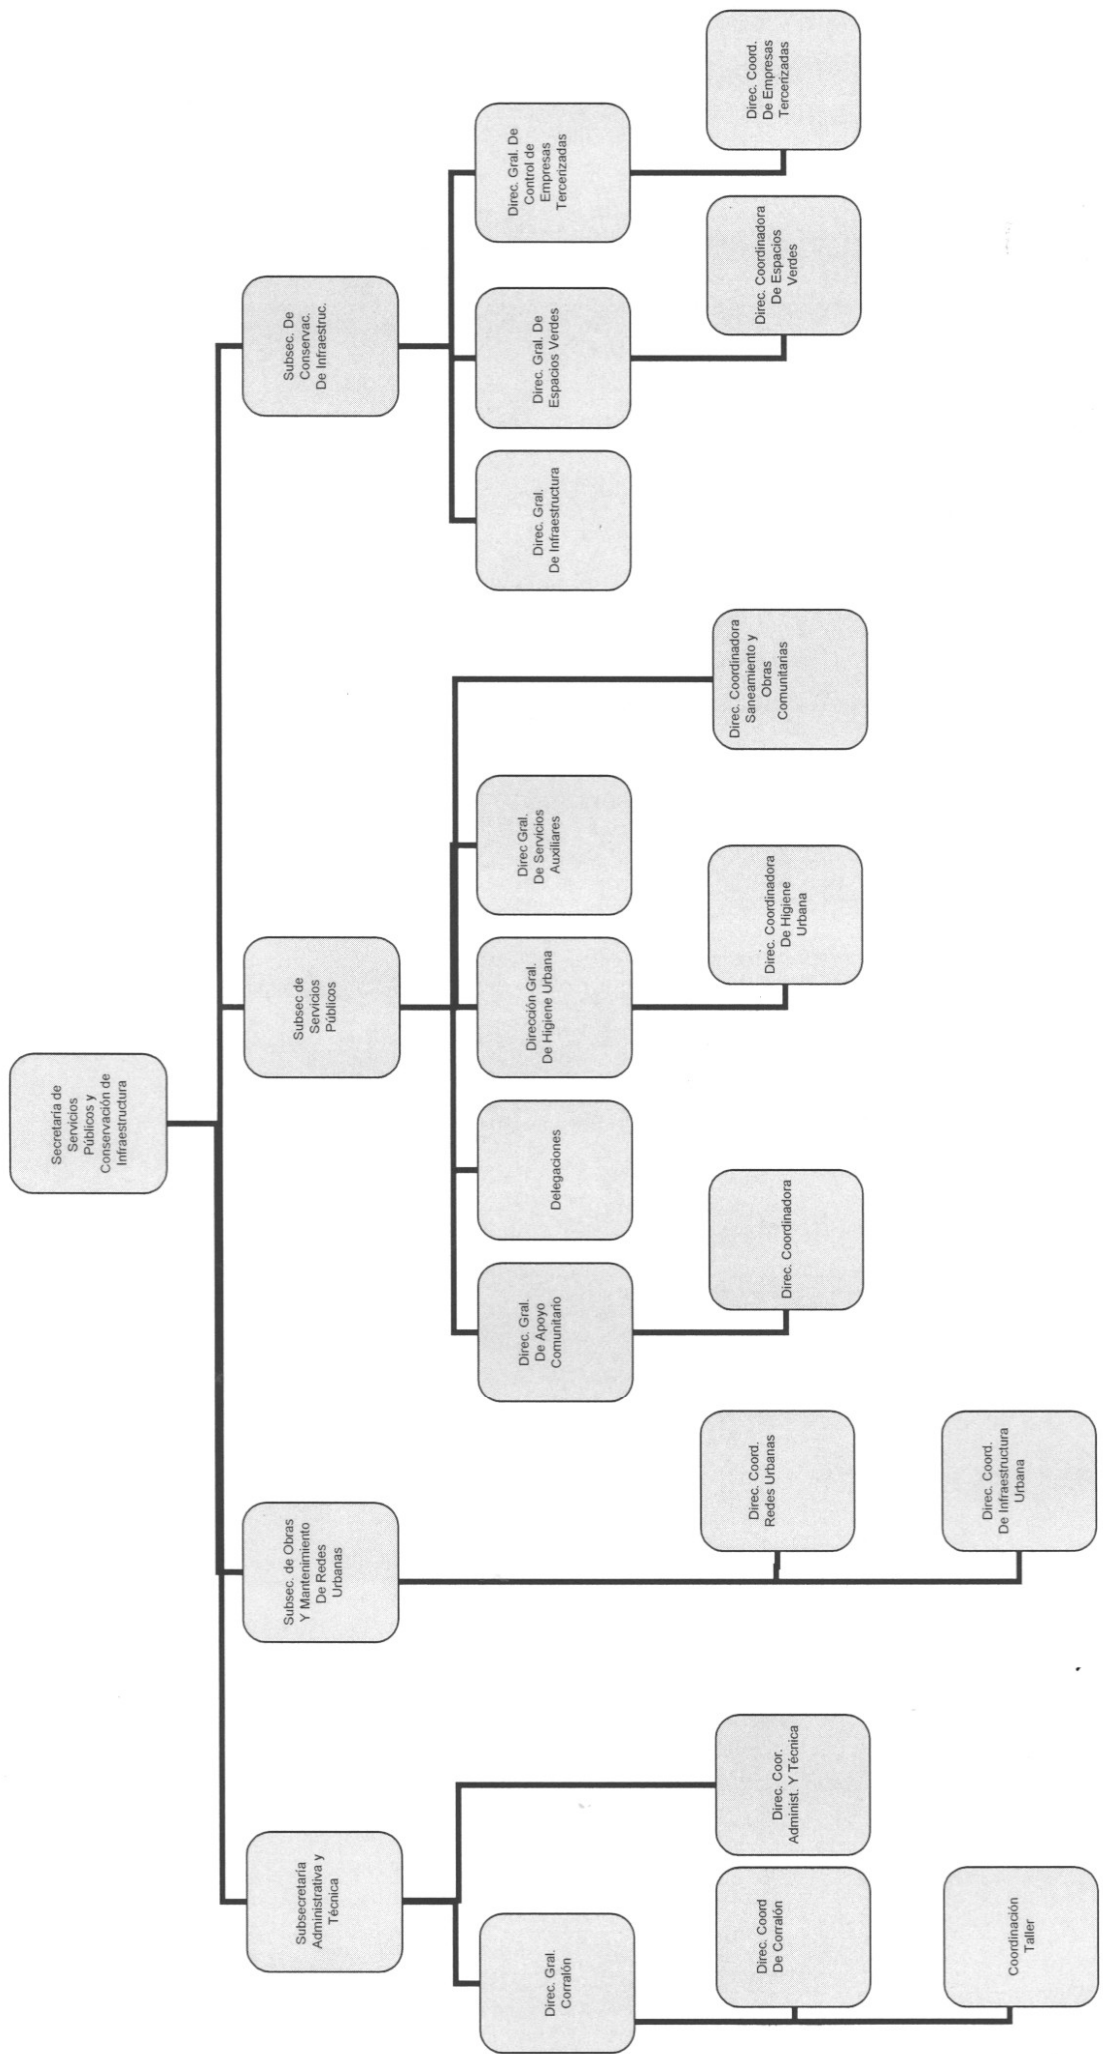 Secretaría de
Servicios
Públicos y
Conservación de
Infraestructura
Subsecretaría
Administrativa y
Técnica
Subsec. de Obras
Y Mantenimiento
De Redes
Urbanas
Subsec de
Servicios
Públicos
Subsec. De
Conservac.
De Infraestruc.
Direc. Gral.
Corralón
Direc. Gral.
De Apoyo
Comunitario
Delegaciones
Dirección Gral.
De Higiene Urbana
Direc Gral.
De Servicios
Auxiliares
Direc. Gral.
De Infraestructura
Direc. Gral. De
Espacios Verdes
Direc. Gral. De
Control de
Empresas
Tercerizadas
Direc. Coord
De Corralón
Direc. Coor.
Administ. Y Técnica
Direc. Coord.
Redes Urbanas
Direc. Coordinadora
Direc. Coordinadora
De Higiene
Urbana
Direc. Coordinadora
Saneamiento y
Obras
Comunitarias
Direc. Coordinadora
De Espacios
Verdes
Direc. Coord.
De Empresas
Tercerizadas
Coordinación
Taller
Direc. Coord.
De Infraestructura
Urbana